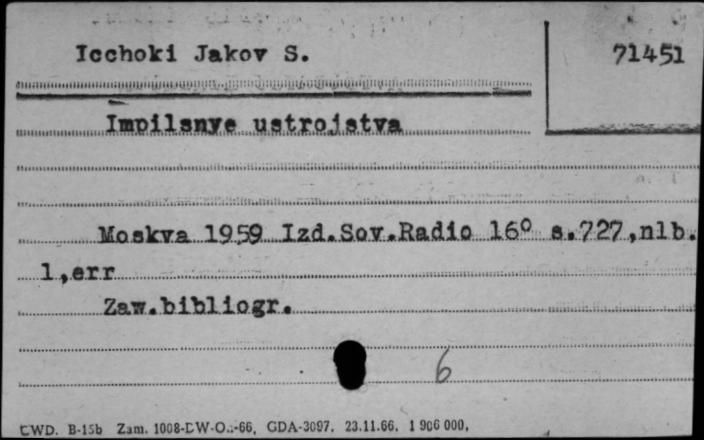 Icchoki Jakov S.
71451
Impilsnye ustrojstva
Moskva 1959 Izd.Sov.Radio 16° s.727,nlb.
1,err
Zaw.bibliogr.
6
CWD. B-15b Zam. 1008-DW-O.-66, GDA-3097, 23.11.66. 1 906 000,